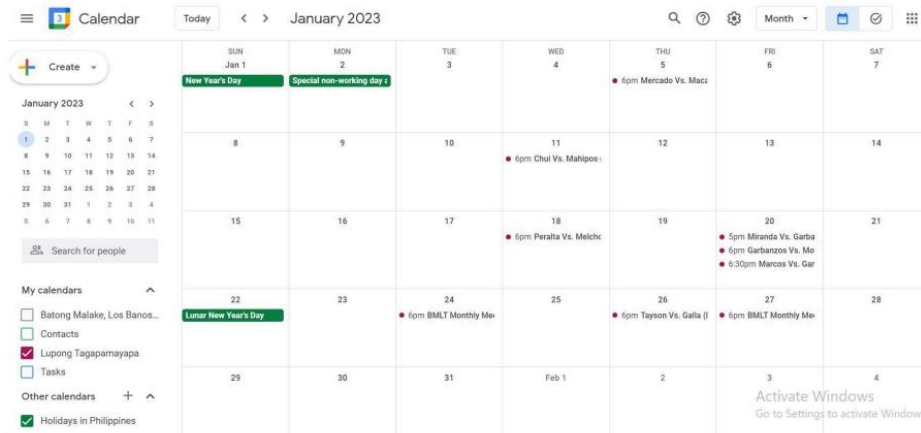 3 Calendar Today < > January 2023 Month
Create
January 2023 < >
S M T W T F S
1 2 3 4 5 6 7
8 9 10 11 12 13 14
15 16 17 18 19 20 21
22 23 24 25 26 27 28
29 30 31 1 2 3 4
5 6 7 8 9 10 11
Search for people
My calendars
Batong Malake, Los Banos...
Contacts
Lupong Tagapamayapa
Tasks
Other calendars
Holidays in Philippines
SUN MON TUE WED THU FRI SAT
Jan 1 2 3 4 5 6 7
New Year's Day Special non-working day a 6pm Mercado Vs. Maca
8 9 10 11 12 13 14
6pm Chui Vs. Mahipos
15 16 17 18 19 20 21
6pm Peralta Vs. Melcho 5pm Miranda Vs. Garba
6pm Garbanzos Vs. Mo
6:30pm Marcos Vs. Gar
22 23 24 25 26 27 28
Lunar New Year's Day 6pm BMLT Monthly Mee 6pm Tayson Vs. Galla 6pm BMLT Monthly Mee
29 30 31 Feb 1 2 3 4
Activate Windows
Go to Settings to activate Window